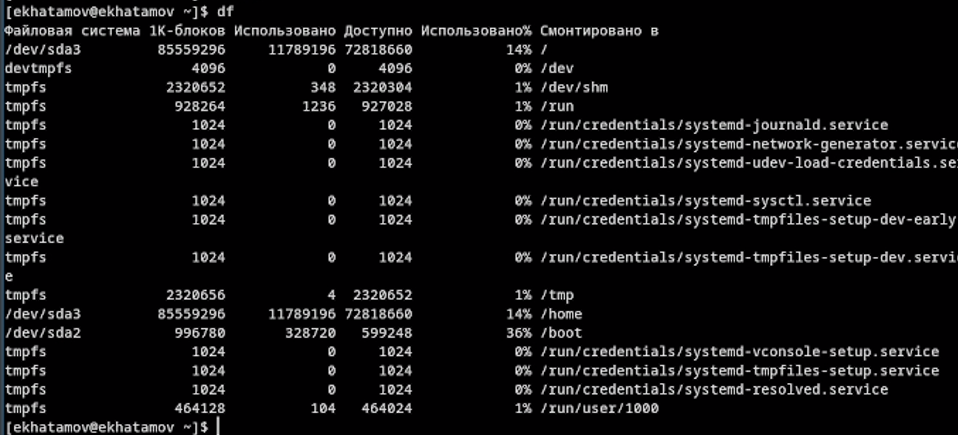 [ekhatamov@ekhatamov ~]$ df
Файловая система 1К-блоков Использовано Доступно Использовано% Смонтировано в
/dev/sda3 85559296 11789196 72818660 14% /
devtmpfs 4096 0 4096 0% /dev
tmpfs 2320652 348 2320304 1% /dev/shm
tmpfs 928264 1236 927028 1% /run
tmpfs 1024 0 1024 0% /run/credentials/systemd-journald.service
tmpfs 1024 0 1024 0% /run/credentials/systemd-network-generator.servic
tmpfs 1024 0 1024 0% /run/credentials/systemd-udev-load-credentials.se
vice
tmpfs 1024 0 1024 0% /run/credentials/systemd-sysctl.service
tmpfs 1024 0 1024 0% /run/credentials/systemd-tmpfiles-setup-dev-early
service
tmpfs 1024 0 1024 0% /run/credentials/systemd-tmpfiles-setup-dev.servi
e
tmpfs 2320656 4 2320652 1% /tmp
/dev/sda3 85559296 11789196 72818660 14% /home
/dev/sda2 996780 328720 599248 36% /boot
tmpfs 1024 0 1024 0% /run/credentials/systemd-vconsole-setup.service
tmpfs 1024 0 1024 0% /run/credentials/systemd-tmpfiles-setup.service
tmpfs 1024 0 1024 0% /run/credentials/systemd-resolved.service
tmpfs 464128 104 464024 1% /run/user/1000
[ekhatamov@ekhatamov ~]$